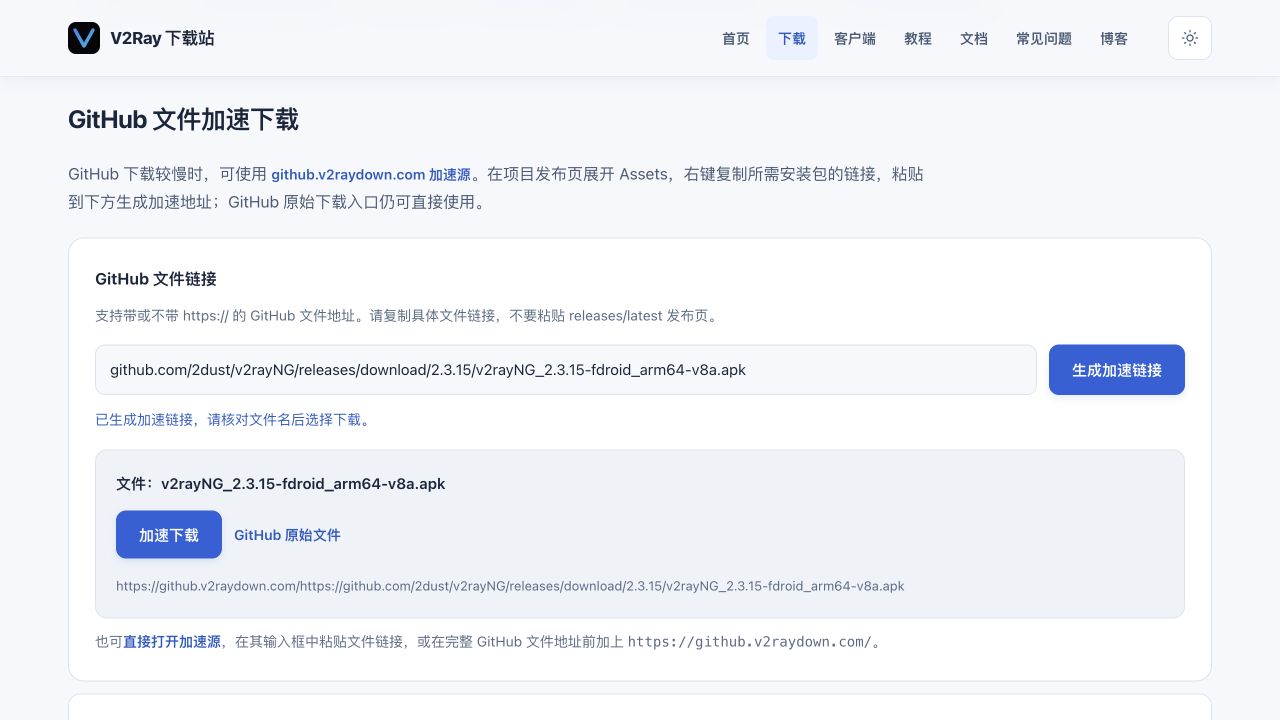 V2Ray 下载站
首页
下载
客户端
教程
文档
常见问题
博客
GitHub 文件加速下载
GitHub 下载较慢时，可使用 github.v2raydown.com 加速源。在项目发布页展开 Assets，右键复制所需安装包的链接，粘贴
到下方生成加速地址；GitHub 原始下载入口仍可直接使用。
GitHub 文件链接
支持带或不带 https:// 的 GitHub 文件地址。请复制具体文件链接，不要粘贴 releases/latest 发布页。
github.com/2dust/v2rayNG/releases/download/2.3.15/v2rayNG_2.3.15-fdroid_arm64-v8a.apk
生成加速链接
已生成加速链接，请核对文件名后选择下载。
文件：v2rayNG_2.3.15-fdroid_arm64-v8a.apk
加速下载
GitHub 原始文件
https://github.v2raydown.com/https://github.com/2dust/v2rayNG/releases/download/2.3.15/v2rayNG_2.3.15-fdroid_arm64-v8a.apk
也可直接打开加速源，在其输入框中粘贴文件链接，或在完整 GitHub 文件地址前加上 https://github.v2raydown.com/。